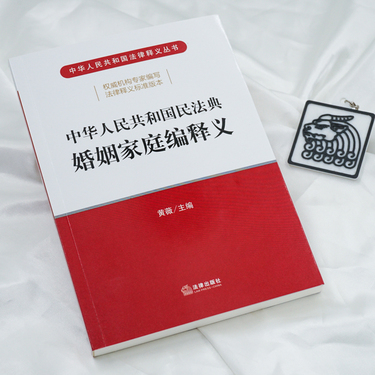 中华人民共和国法律释义丛书
权威机构专家编写
法律释义标准版本
中华人民共和国民法典
婚姻家庭编释义
黄薇/主编
法律出版社